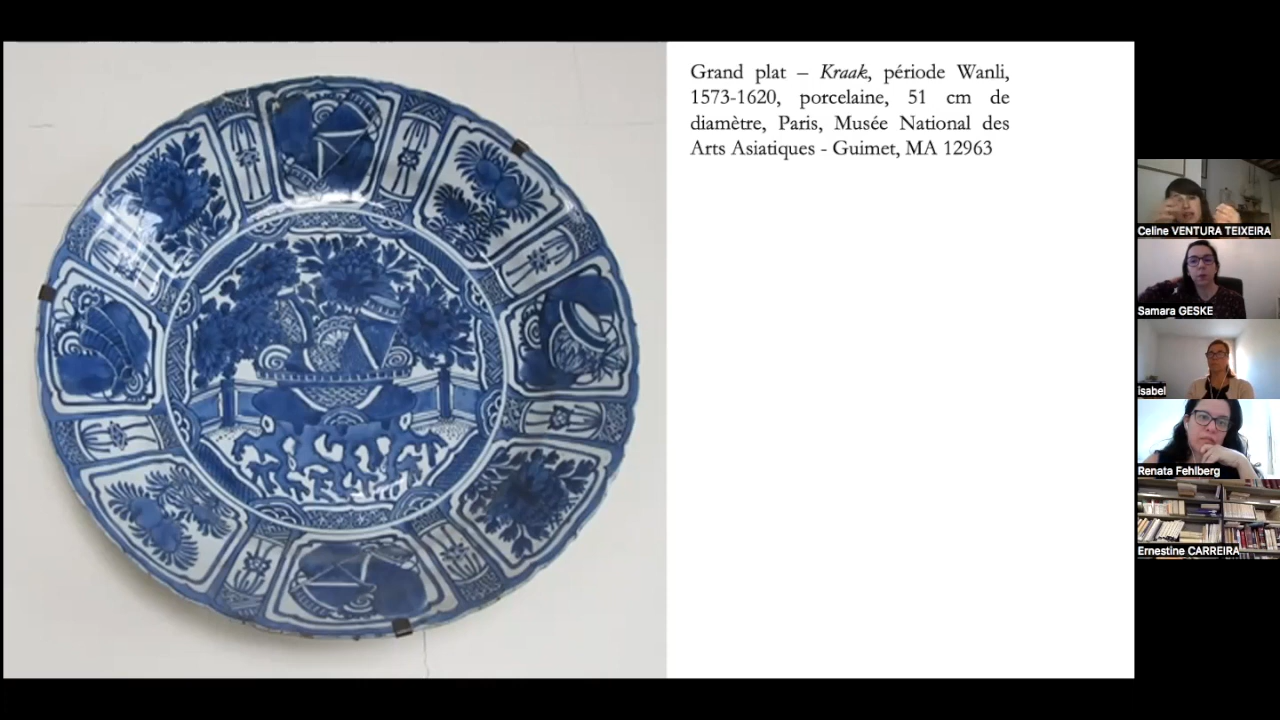 Grand plat – Kraak, période Wanli,
1573-1620, porcelaine, 51 cm de
diamètre, Paris, Musée National des
Arts Asiatiques - Guimet, MA 12963
Celine VENTURA TEIXEIRA
Samara GESKE
isabel
Renata Fehlberg
Ernestine CARREIRA